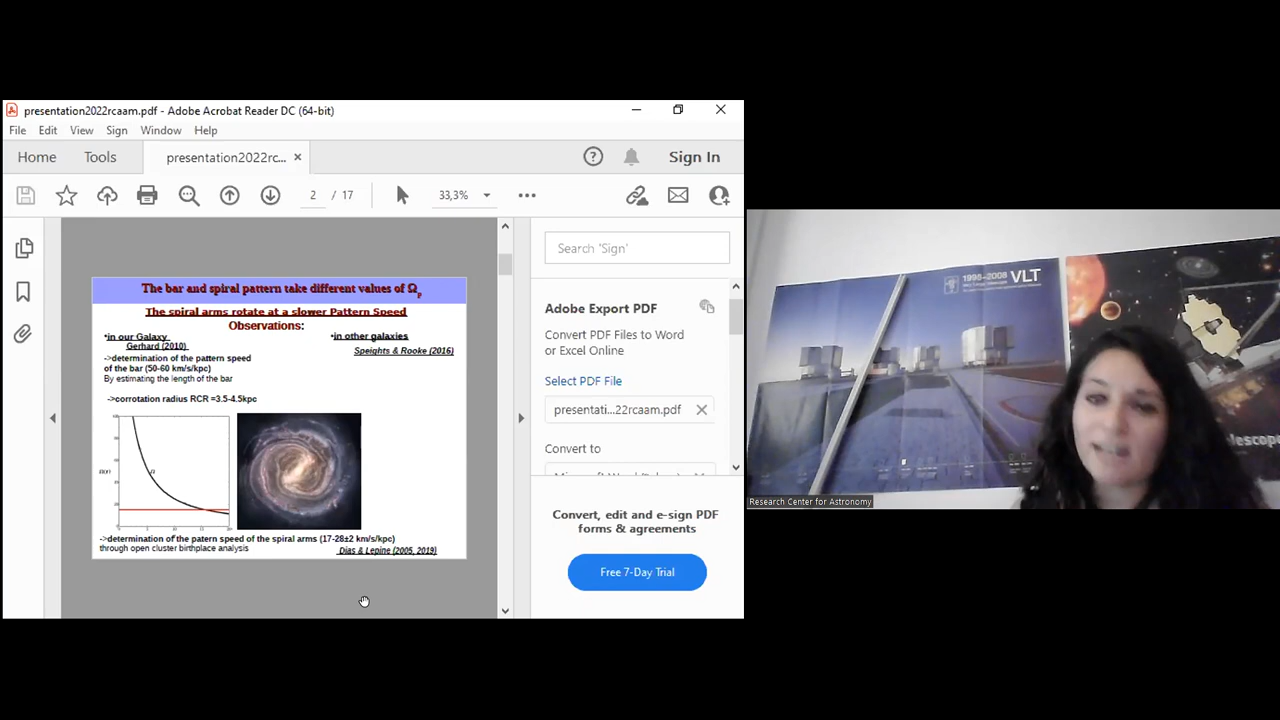 presentation2022rcaam.pdf - Adobe Acrobat Reader DC (64-bit)
File Edit View Sign Window Help
Home Tools presentation2022rc... Sign In
2 / 17 33,3%
The bar and spiral pattern take different values of Ωp
The spiral arms rotate at a slower Pattern Speed
Observations:
•in our Galaxy
Gerhard (2010)
->determination of the pattern speed
of the bar (50-60 km/s/kpc)
By estimating the length of the bar
->corrotation radius RCR =3.5-4.5kpc
•in other galaxies
Speights & Rooke (2016)
Ω
->determination of the patern speed of the spiral arms (17-28±2 km/s/kpc)
through open cluster birthplace analysis
Dias & Lepine (2005, 2019)
Search 'Sign'
Adobe Export PDF
Convert PDF Files to Word
or Excel Online
Select PDF File
presentati...22rcaam.pdf
Convert to
Convert, edit and e-sign PDF
forms & agreements
Free 7-Day Trial
1998-2008 VLT
Research Center for Astronomy